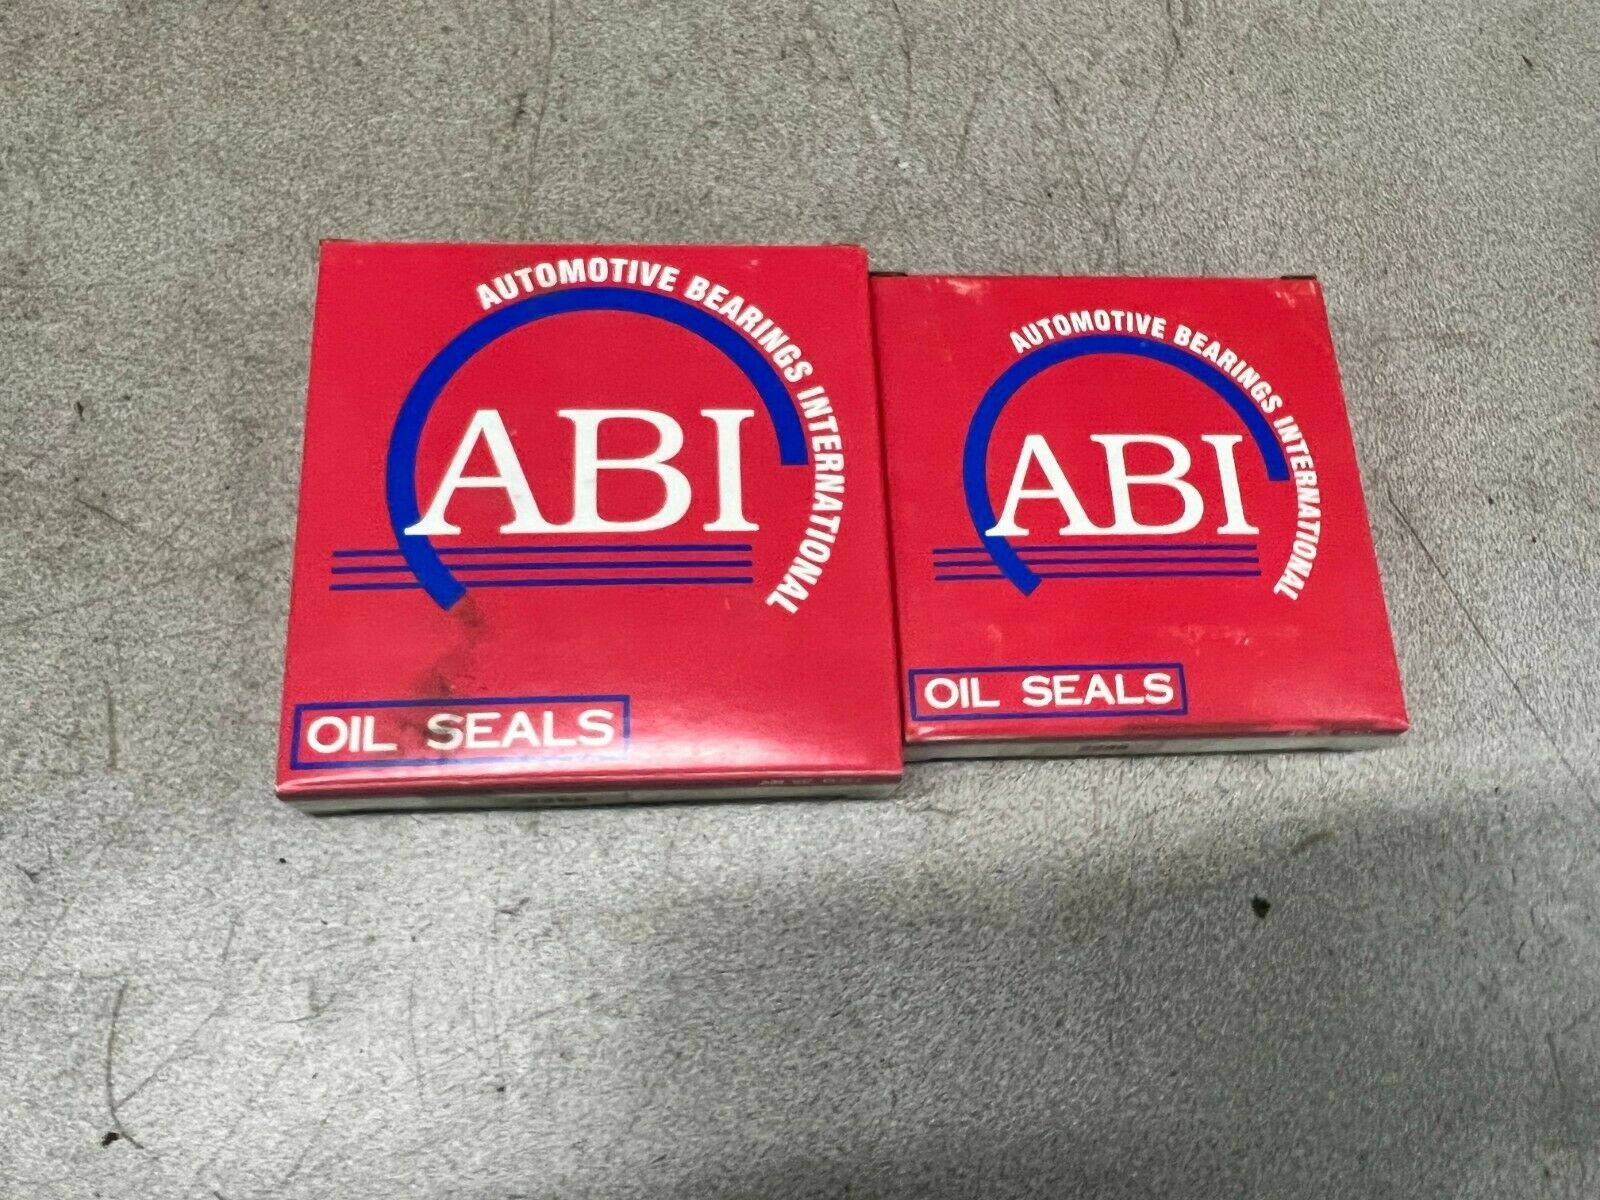 AUTOMOTIVE BEARINGS INTERNATIONAL
ABI
OIL SEALS
AUTOMOTIVE BEARINGS INTERNATIONAL
ABI
OIL SEALS